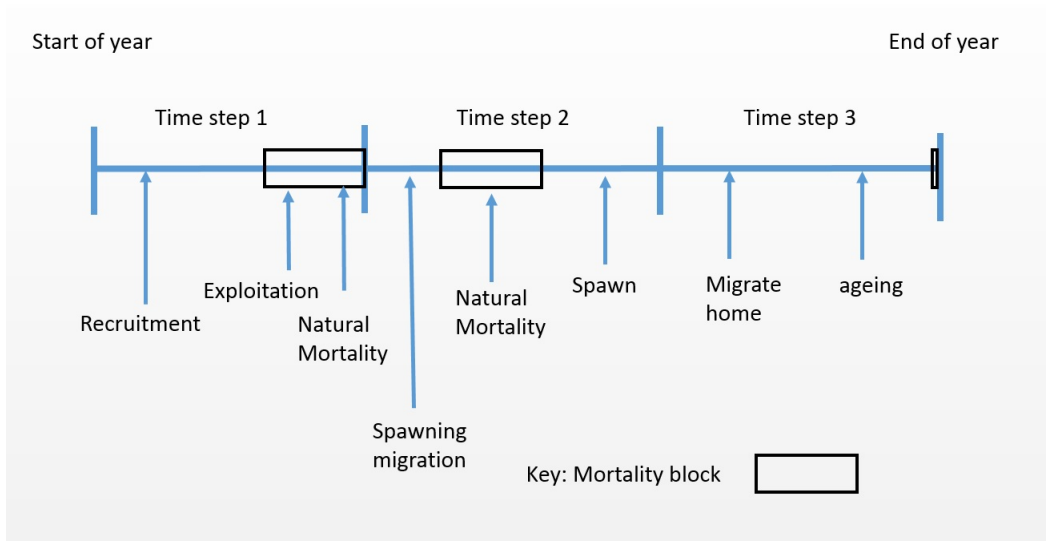 Start of year
End of year
Time step 1
Time step 2
Time step 3
Recruitment
Exploitation
Natural
Mortality
Spawning
migration
Natural
Mortality
Spawn
Migrate
home
ageing
Key: Mortality block